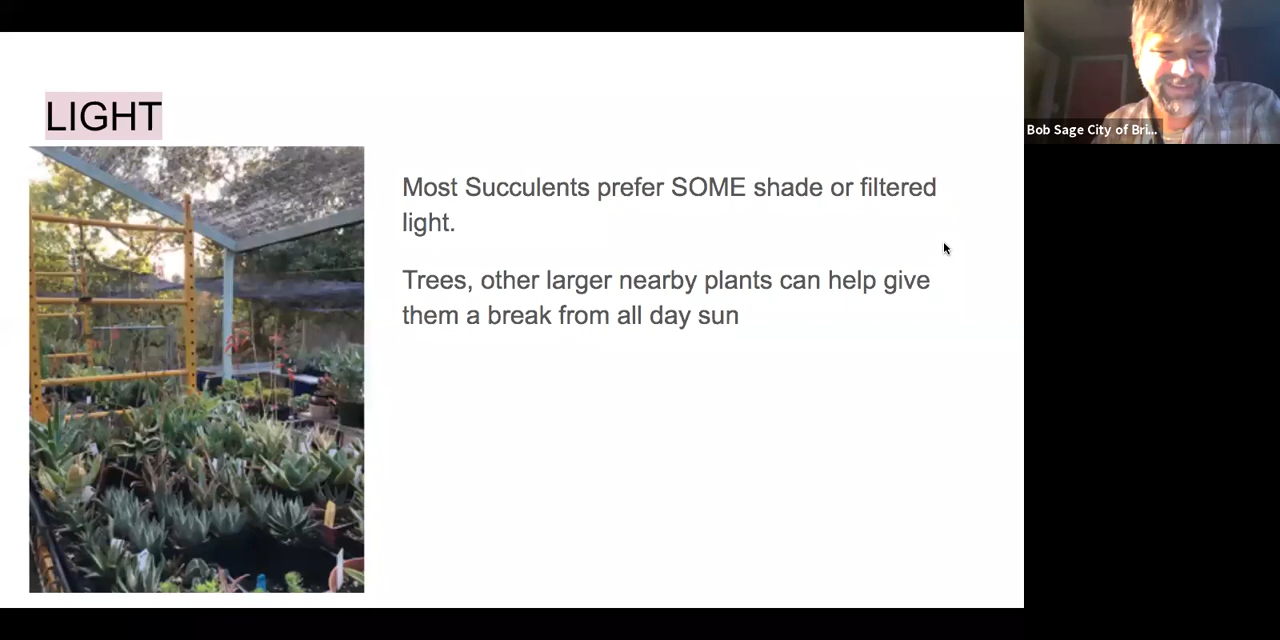 LIGHT
Most Succulents prefer SOME shade or filtered
light.
Trees, other larger nearby plants can help give
them a break from all day sun
Bob Sage City of Bri...